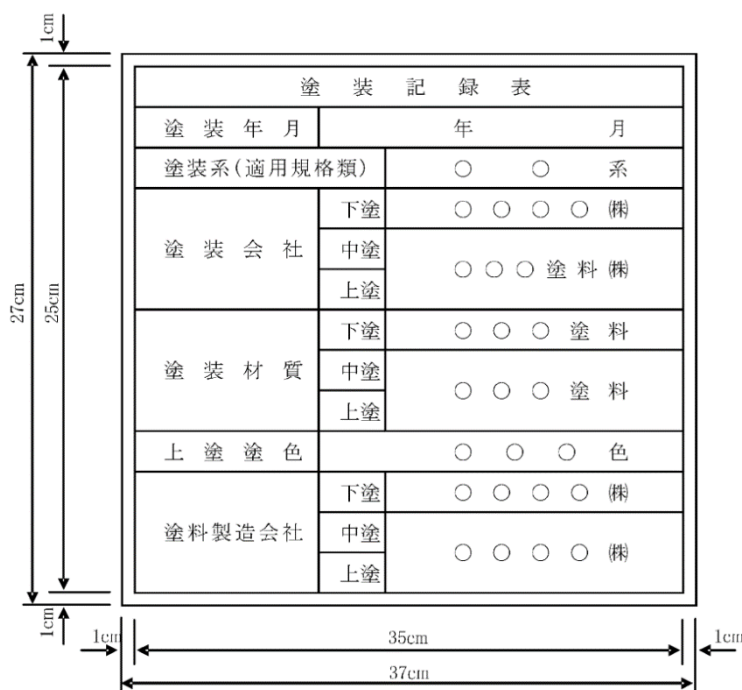 1cm
塗装記録表
塗装年月 年 月
塗装系(適用規格類) ○ ○ 系
下塗 ○○○○㈱
塗装会社 中塗 ○○○塗料㈱
上塗
下塗 ○○○塗料
塗装材質 中塗 ○○○塗料
上塗
上塗塗色 ○○○色
下塗 ○○○○㈱
塗料製造会社 中塗 ○○○○㈱
上塗
27cm
25cm
1cm
1cm 35cm 1cm
37cm